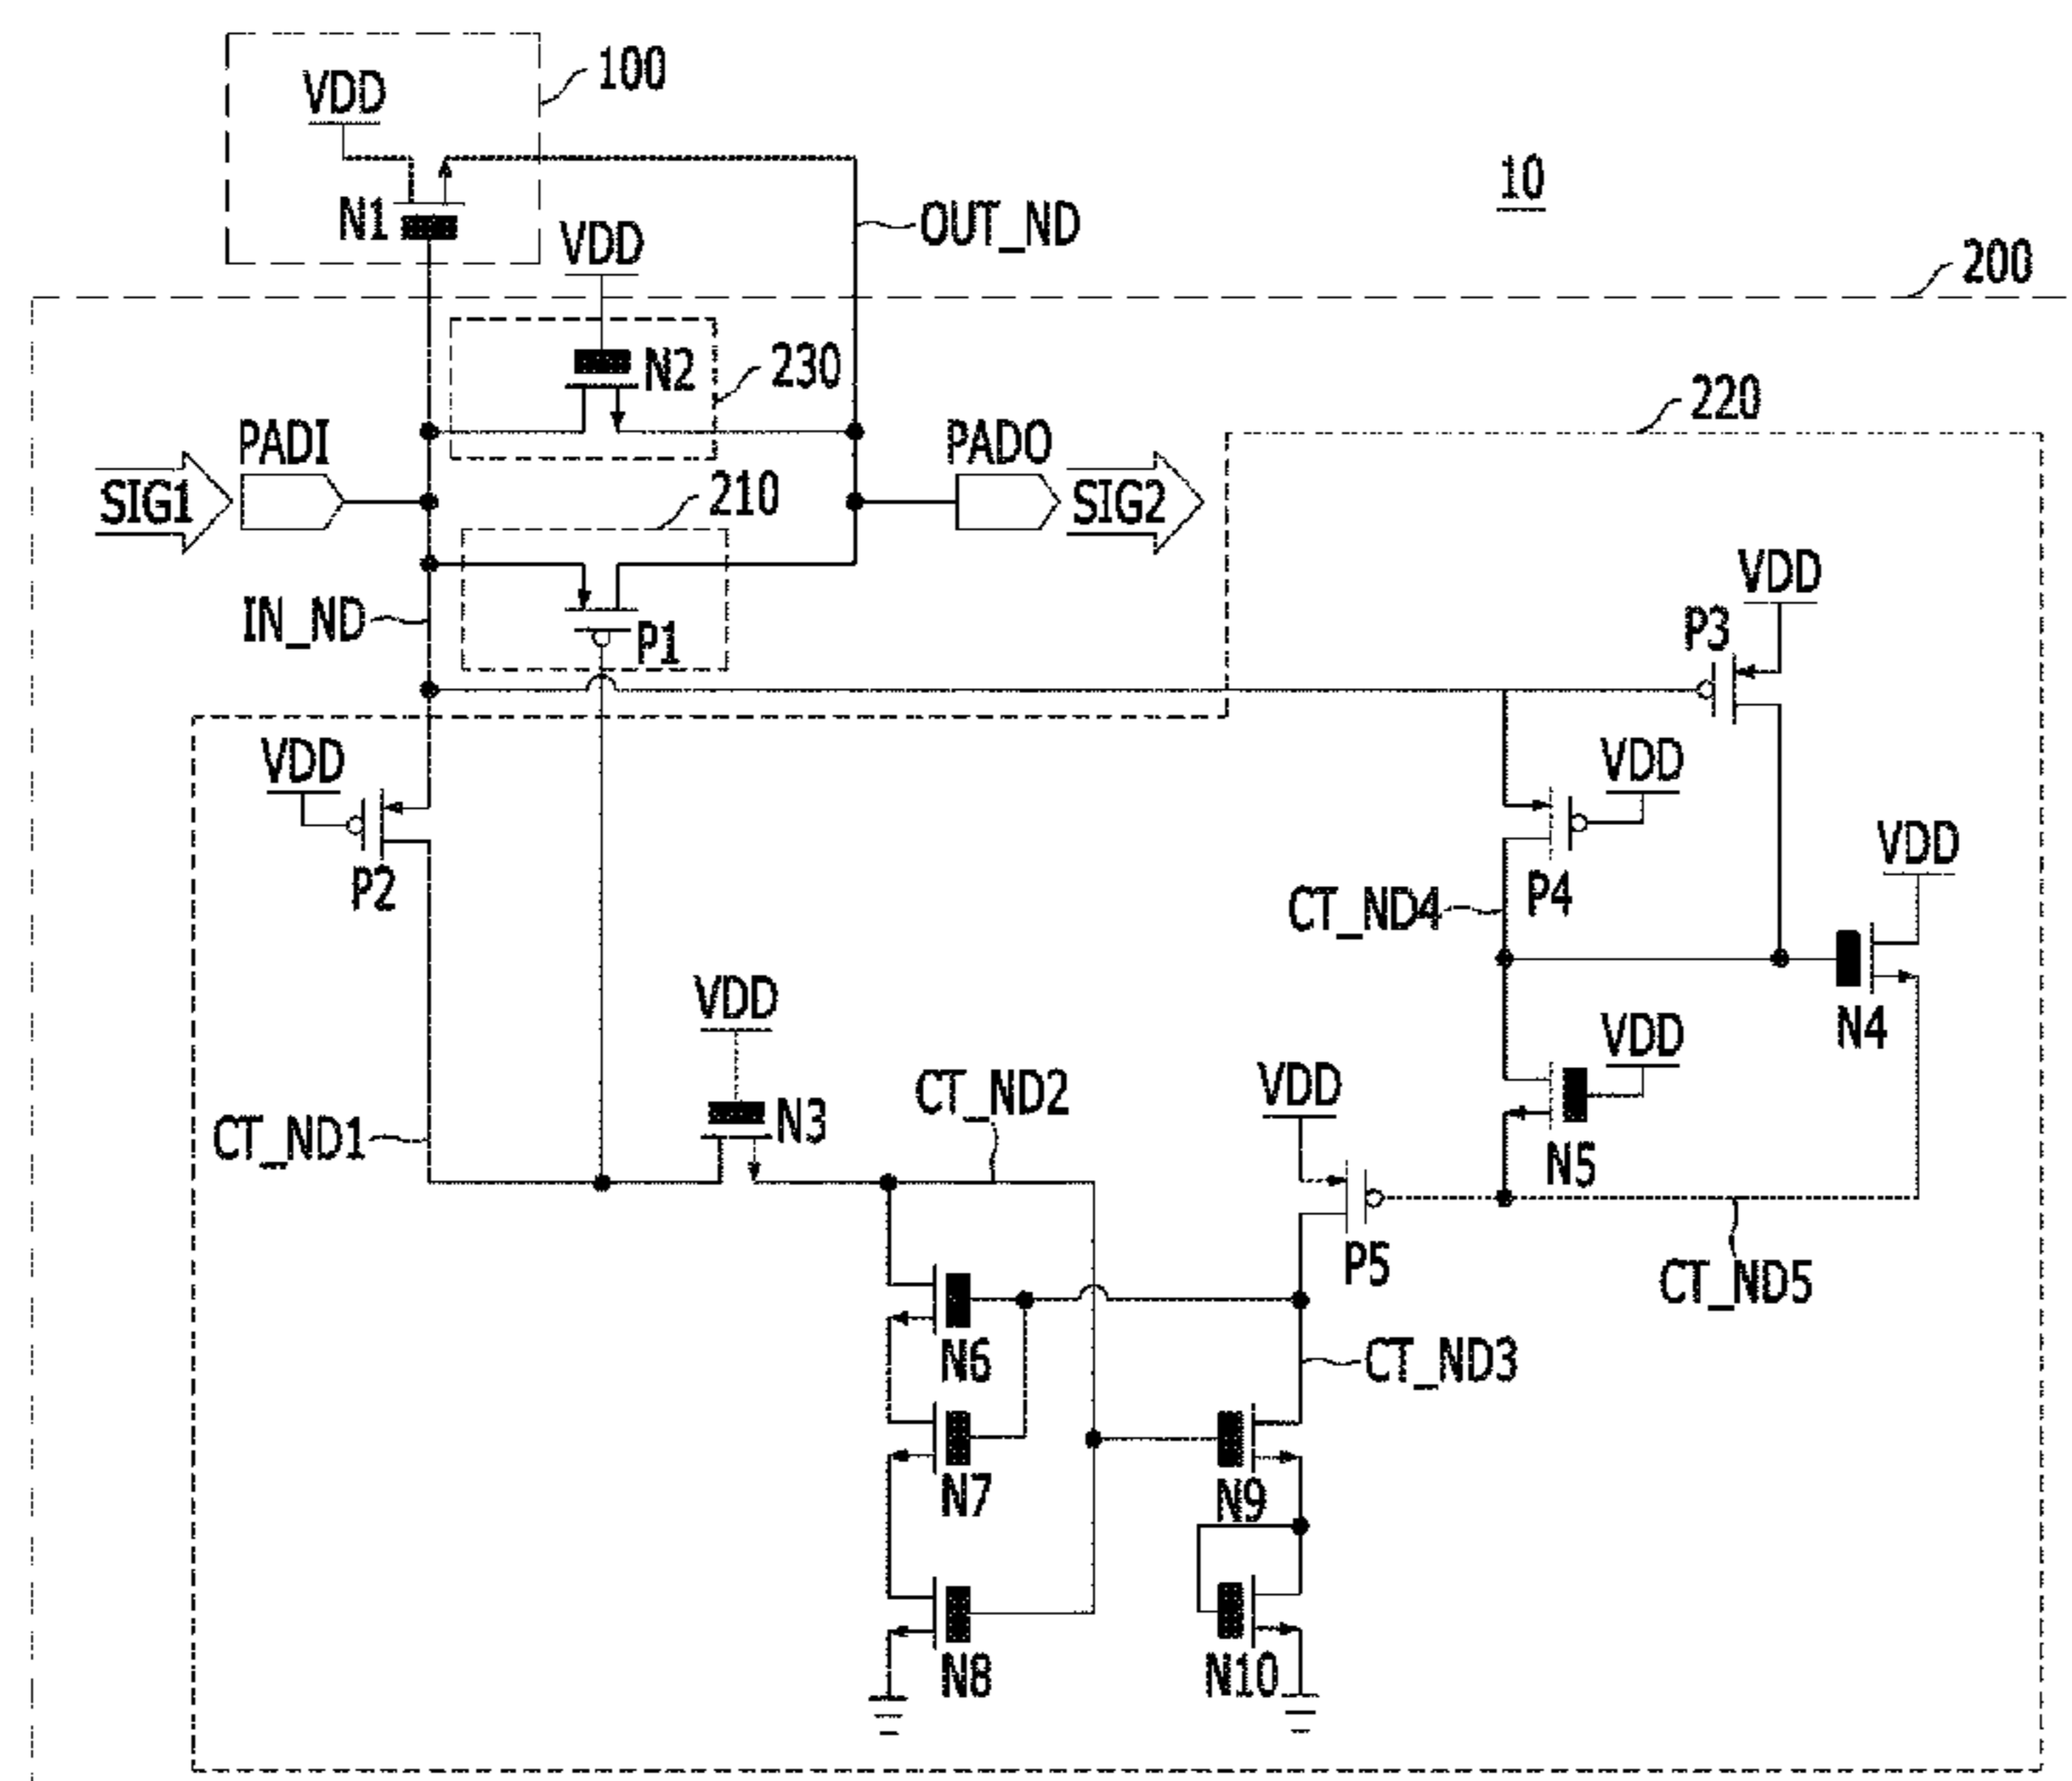 100
VDD
N1
10
OUT_ND
VDD
200
N2
230
220
PADI
PADO
SIG1
SIG2
210
IN_ND
P1
VDD
P3
VDD
P2
VDD
P4
CT_ND4
VDD
N4
VDD
N3
CT_ND2
VDD
VDD
N5
CT_ND1
P5
CT_ND5
N6
CT_ND3
N7
N9
N8
N10